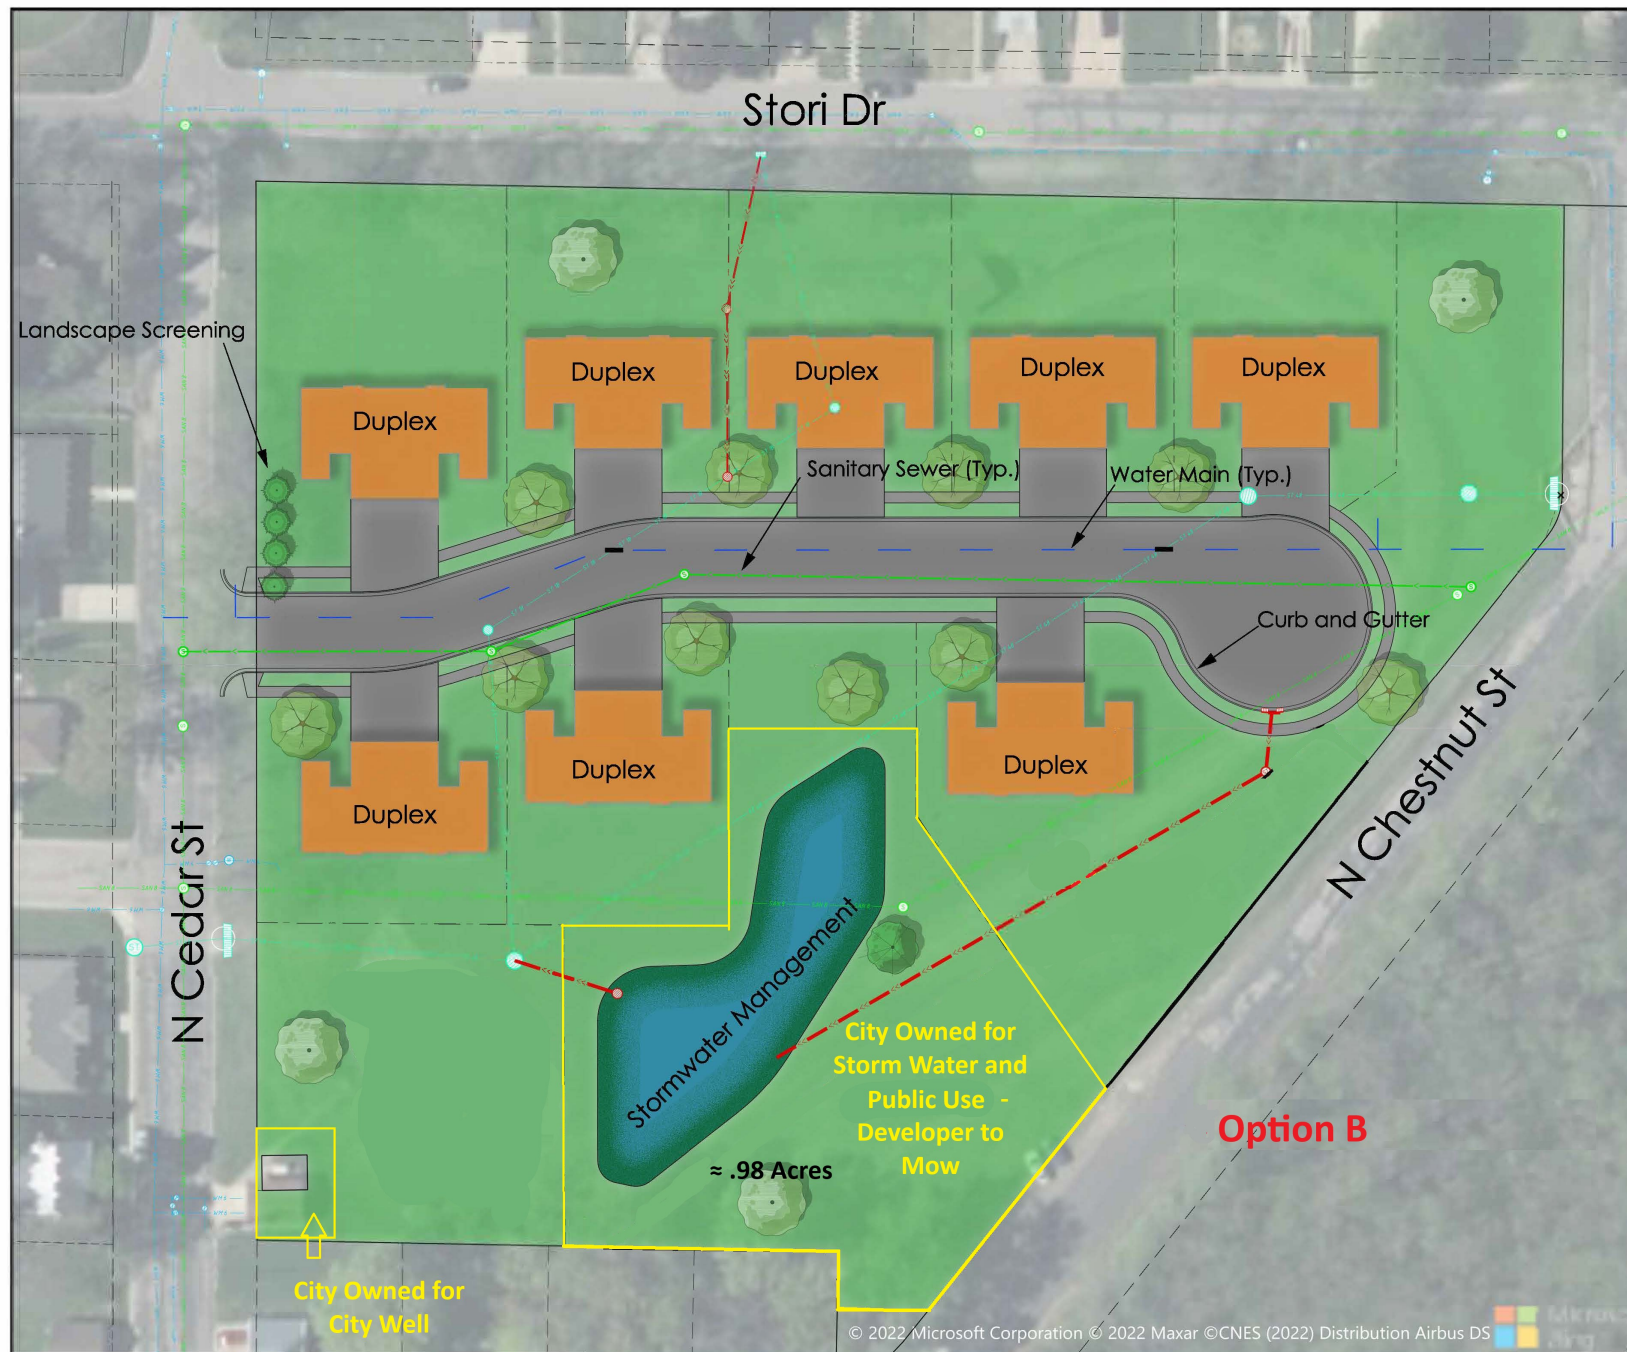 Stori Dr
Landscape Screening
Duplex
Duplex
Duplex
Duplex
Duplex
Sanitary Sewer (Typ.)
Water Main (Typ.)
Curb and Gutter
Duplex
Duplex
Duplex
N Cedar St
N Chestnut St
Stormwater Management
City Owned for
Storm Water and
Public Use -
Developer to
Mow
≈ .98 Acres
Option B
City Owned for
City Well
© 2022 Microsoft Corporation © 2022 Maxar ©CNES (2022) Distribution Airbus DS